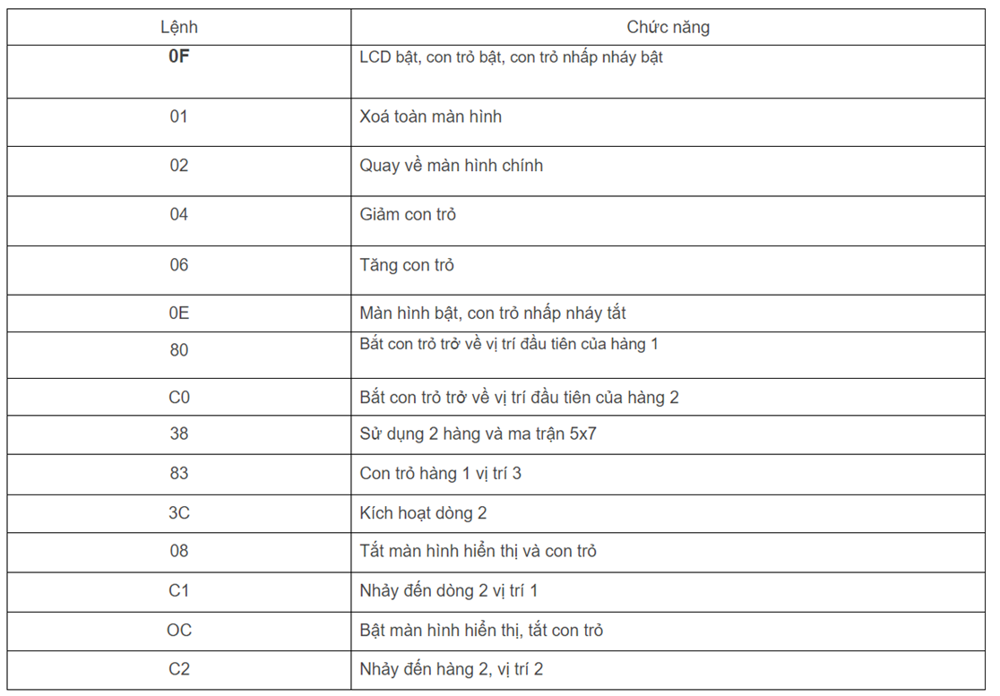 Lệnh Chức năng
0F LCD bật, con trỏ bật, con trỏ nhấp nháy bật
01 Xoá toàn màn hình
02 Quay về màn hình chính
04 Giảm con trỏ
06 Tăng con trỏ
0E Màn hình bật, con trỏ nhấp nháy tắt
80 Bắt con trỏ trở về vị trí đầu tiên của hàng 1
C0 Bắt con trỏ trở về vị trí đầu tiên của hàng 2
38 Sử dụng 2 hàng và ma trận 5x7
83 Con trỏ hàng 1 vị trí 3
3C Kích hoạt dòng 2
08 Tắt màn hình hiển thị và con trỏ
C1 Nhảy đến dòng 2 vị trí 1
OC Bật màn hình hiển thị, tắt con trỏ
C2 Nhảy đến hàng 2, vị trí 2